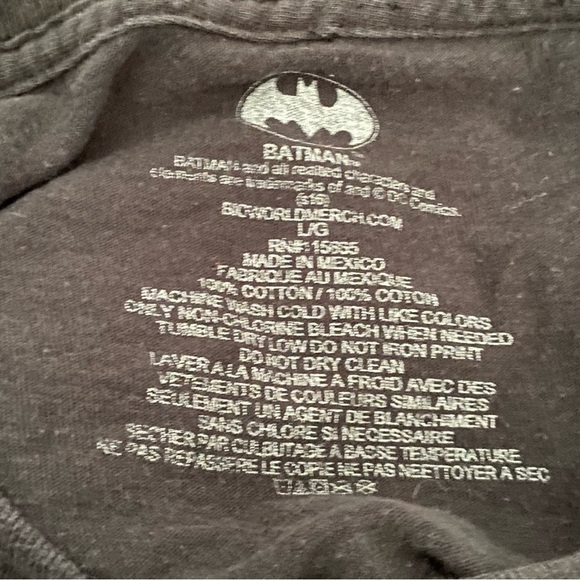 BATMAN™
BATMAN and all realted characters and
elements are trademarks of and © DC Comics.
(s16)
BIGWORLDMERCH.COM
L/G
RN#: 15655
MADE IN MEXICO
FABRIQUE AU MEXIQUE
100% COTTON / 100% COTON
MACHINE WASH COLD WITH LIKE COLORS
ONLY NON-CHLORINE BLEACH WHEN NEEDED
TUMBLE DRY LOW DO NOT IRON PRINT
DO NOT DRY CLEAN
LAVER A LA MACHINE A FROID AVEC DES
VETEMENTS DE COULEURS SIMILAIRES
SEULEMENT UN AGENT DE BLANCHIMENT
SANS CHLORE SI NECESSAIRE
SECHER PAR CULBUTAGE A BASSE TEMPERATURE
NE PAS REPASSFRE LE COPIE NE PAS NEETTOYER A SEC